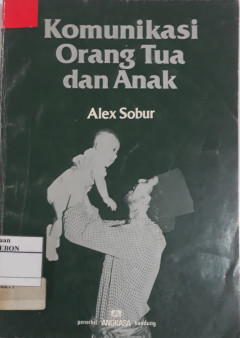 Komunikasi
Orang Tua
dan Anak
Alex Sobur
penerbit ANGKASA bandung